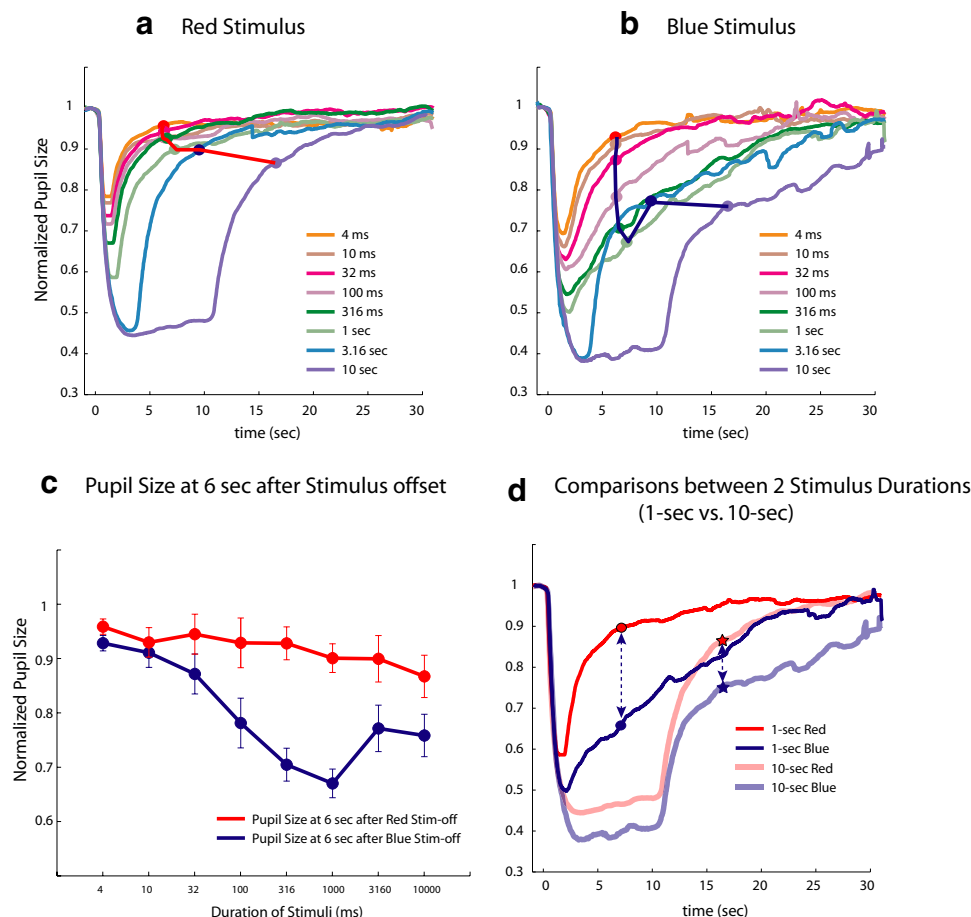 a Red Stimulus
Normalized Pupil Size
1
0.9
0.8
0.7
0.6
0.5
0.4
0.3
4 ms
10 ms
32 ms
100 ms
316 ms
1 sec
3.16 sec
10 sec
0 5 10 15 20 25 30
time (sec)
b Blue Stimulus
1
0.9
0.8
0.7
0.6
0.5
0.4
0.3
4 ms
10 ms
32 ms
100 ms
316 ms
1 sec
3.16 sec
10 sec
0 5 10 15 20 25 30
time (sec)
c Pupil Size at 6 sec after Stimulus offset
Normalized Pupil Size
1
0.9
0.8
0.7
0.6
Pupil Size at 6 sec after Red Stim-off
Pupil Size at 6 sec after Blue Stim-off
4 10 32 100 316 1000 3160 10000
Duration of Stimuli (ms)
d Comparisons between 2 Stimulus Durations
(1-sec vs. 10-sec)
1
0.9
0.8
0.7
0.6
0.5
0.4
0.3
1-sec Red
1-sec Blue
10-sec Red
10-sec Blue
0 5 10 15 20 25 30
time (sec)